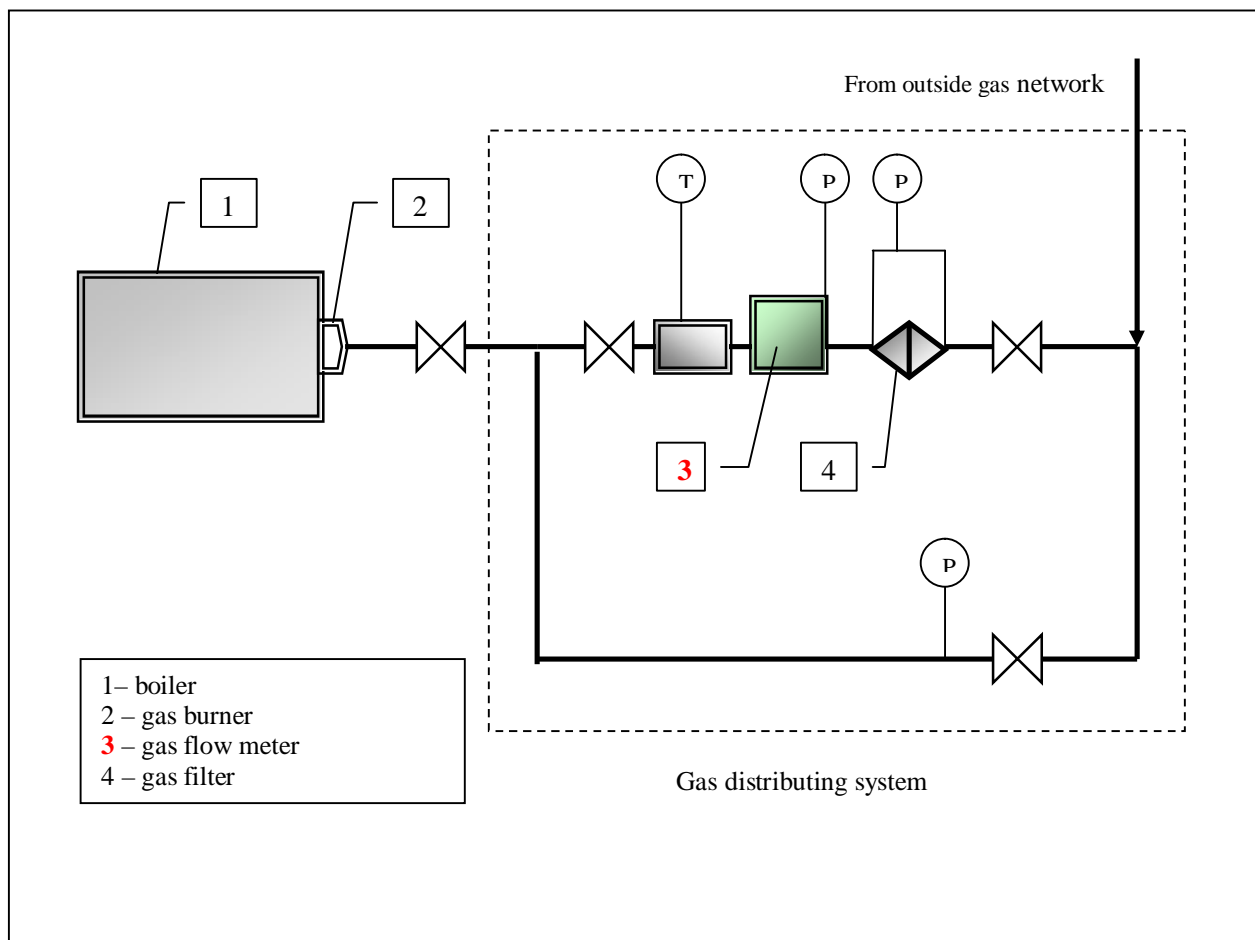 From outside gas network
T
P
P
1
2
3
4
P
1– boiler
2 – gas burner
3 – gas flow meter
4 – gas filter
Gas distributing system